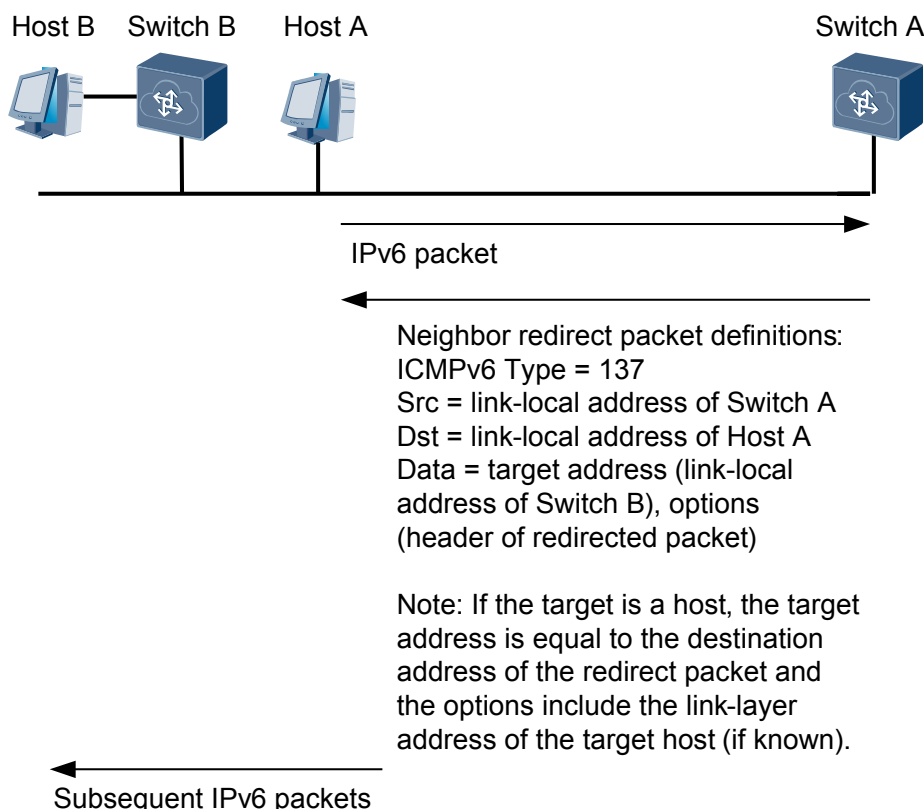 Host B
Switch B
Host A
Switch A
IPv6 packet
Neighbor redirect packet definitions:
ICMPv6 Type = 137
Src = link-local address of Switch A
Dst = link-local address of Host A
Data = target address (link-local
address of Switch B), options
(header of redirected packet)
Note: If the target is a host, the target
address is equal to the destination
address of the redirect packet and
the options include the link-layer
address of the target host (if known).
Subsequent IPv6 packets